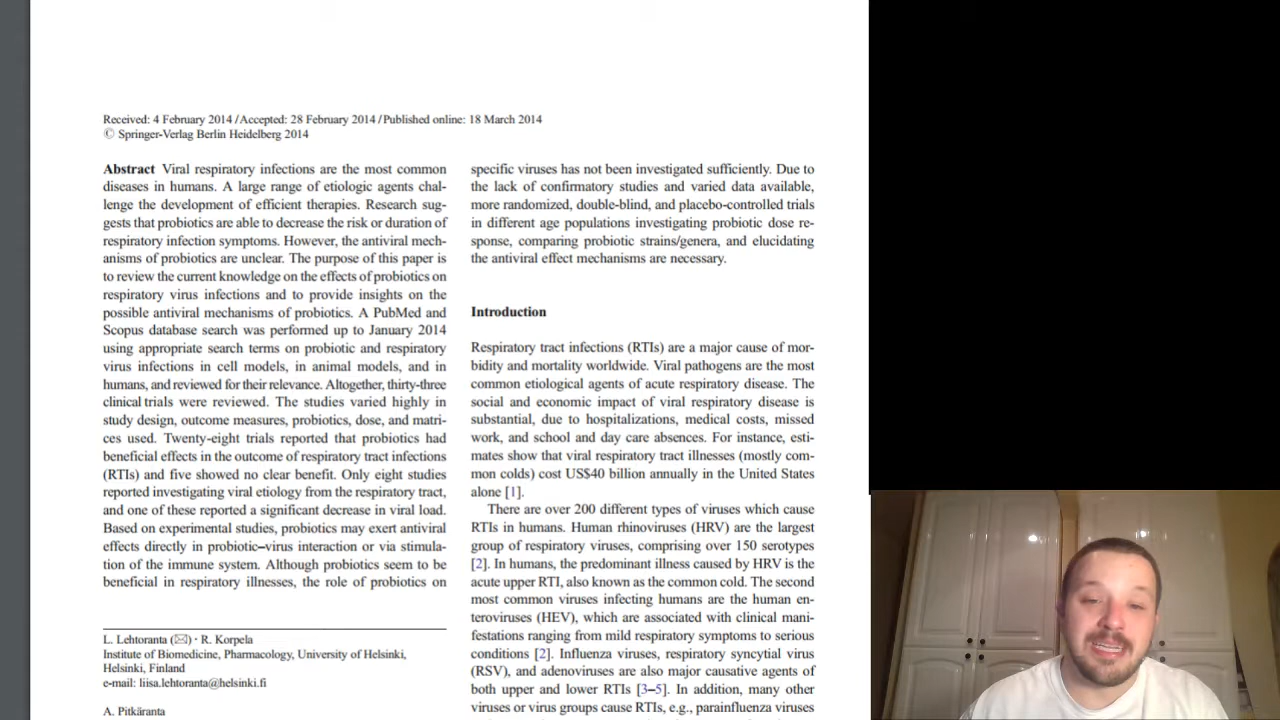 Received: 4 February 2014 / Accepted: 28 February 2014 / Published online: 18 March 2014
© Springer-Verlag Berlin Heidelberg 2014
Abstract Viral respiratory infections are the most common
diseases in humans. A large range of etiologic agents chal-
lenge the development of efficient therapies. Research sug-
gests that probiotics are able to decrease the risk or duration of
respiratory infection symptoms. However, the antiviral mech-
anisms of probiotics are unclear. The purpose of this paper is
to review the current knowledge on the effects of probiotics on
respiratory virus infections and to provide insights on the
possible antiviral mechanisms of probiotics. A PubMed and
Scopus database search was performed up to January 2014
using appropriate search terms on probiotic and respiratory
virus infections in cell models, in animal models, and in
humans, and reviewed for their relevance. Altogether, thirty-three
clinical trials were reviewed. The studies varied highly in
study design, outcome measures, probiotics, dose, and matri-
ces used. Twenty-eight trials reported that probiotics had
beneficial effects in the outcome of respiratory tract infections
(RTIs) and five showed no clear benefit. Only eight studies
reported investigating viral etiology from the respiratory tract,
and one of these reported a significant decrease in viral load.
Based on experimental studies, probiotics may exert antiviral
effects directly in probiotic–virus interaction or via stimula-
tion of the immune system. Although probiotics seem to be
beneficial in respiratory illnesses, the role of probiotics on
L. Lehtoranta (✉) · R. Korpela
Institute of Biomedicine, Pharmacology, University of Helsinki,
Helsinki, Finland
e-mail: liisa.lehtoranta@helsinki.fi
A. Pitkäranta
specific viruses has not been investigated sufficiently. Due to
the lack of confirmatory studies and varied data available,
more randomized, double-blind, and placebo-controlled trials
in different age populations investigating probiotic dose re-
sponse, comparing probiotic strains/genera, and elucidating
the antiviral effect mechanisms are necessary.
Introduction
Respiratory tract infections (RTIs) are a major cause of mor-
bidity and mortality worldwide. Viral pathogens are the most
common etiological agents of acute respiratory disease. The
social and economic impact of viral respiratory disease is
substantial, due to hospitalizations, medical costs, missed
work, and school and day care absences. For instance, esti-
mates show that viral respiratory tract illnesses (mostly com-
mon colds) cost US$40 billion annually in the United States
alone [1].
There are over 200 different types of viruses which cause
RTIs in humans. Human rhinoviruses (HRV) are the largest
group of respiratory viruses, comprising over 150 serotypes
[2]. In humans, the predominant illness caused by HRV is the
acute upper RTI, also known as the common cold. The second
most common viruses infecting humans are the human en-
teroviruses (HEV), which are associated with clinical mani-
festations ranging from mild respiratory symptoms to serious
conditions [2]. Influenza viruses, respiratory syncytial virus
(RSV), and adenoviruses are also major causative agents of
both upper and lower RTIs [3–5]. In addition, many other
viruses or virus groups cause RTIs, e.g., parainfluenza viruses